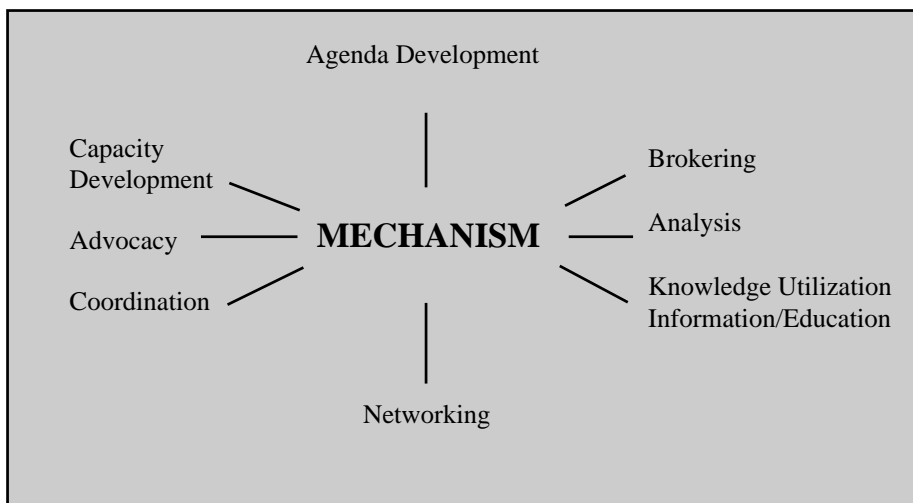 Agenda Development
Capacity
Development
Brokering
Advocacy
MECHANISM
Analysis
Coordination
Knowledge Utilization
Information/Education
Networking